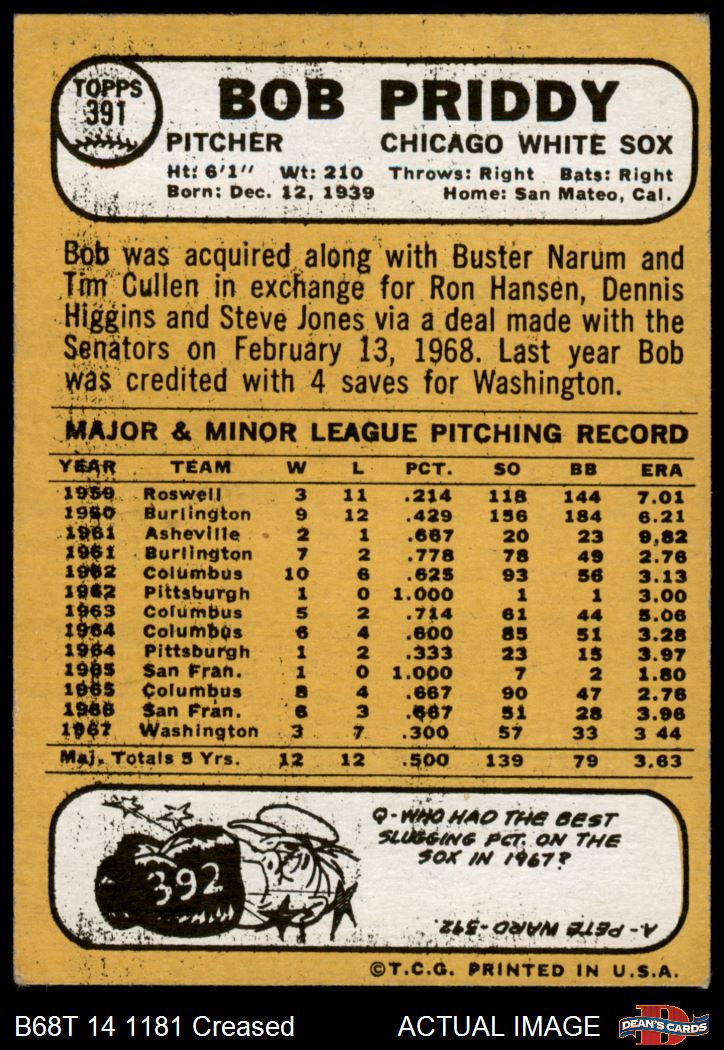 TOPPS
391
BOB PRIDDY
PITCHER CHICAGO WHITE SOX
Ht: 6'1" Wt: 210 Throws: Right Bats: Right
Born: Dec. 12, 1939 Home: San Mateo, Cal.
Bob was acquired along with Buster Narum and
Tim Cullen in exchange for Ron Hansen, Dennis
Higgins and Steve Jones via a deal made with the
Senators on February 13, 1968. Last year Bob
was credited with 4 saves for Washington.
MAJOR & MINOR LEAGUE PITCHING RECORD
YEAR TEAM W L PCT. SO BB ERA
1959 Roswell 3 11 .214 118 144 7.01
1960 Burlington 9 12 .429 156 184 6.21
1961 Asheville 2 1 .667 20 23 9.82
1961 Burlington 7 2 .778 78 49 2.76
1962 Columbus 10 6 .625 93 56 3.13
1962 Pittsburgh 1 0 1.000 1 1 3.00
1963 Columbus 5 2 .714 61 44 5.06
1964 Columbus 6 4 .600 85 51 3.28
1964 Pittsburgh 1 2 .333 23 15 3.97
1965 San Fran. 1 0 1.000 7 2 1.80
1965 Columbus 8 4 .667 90 47 2.76
1966 San Fran. 6 3 .667 51 28 3.96
1967 Washington 3 7 .300 57 33 3 44
Maj. Totals 5 Yrs. 12 12 .500 139 79 3.63
392
Q-WHO HAD THE BEST
SLUGGING PCT. ON THE
SOX IN 1967?
A-PETE WARD-.392
©T.C.G. PRINTED IN U.S.A.
B68T 14 1181 Creased ACTUAL IMAGE
D
DEAN'S CARDS